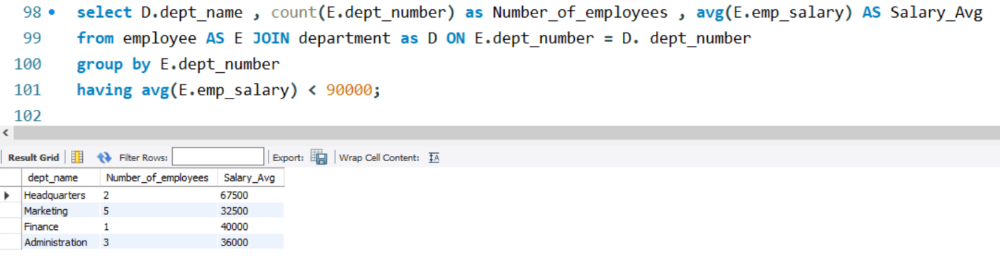 98 select D.dept_name , count(E.dept_number) as Number_of_employees , avg(E.emp_salary) AS Salary_Avg
99 from employee AS E JOIN department as D ON E.dept_number = D. dept_number
100 group by E.dept_number
101 having avg(E.emp_salary) < 90000;
102
Result Grid Filter Rows: Export: Wrap Cell Content: IA
dept_name Number_of_employees Salary_Avg
Headquarters 2 67500
Marketing 5 32500
Finance 1 40000
Administration 3 36000